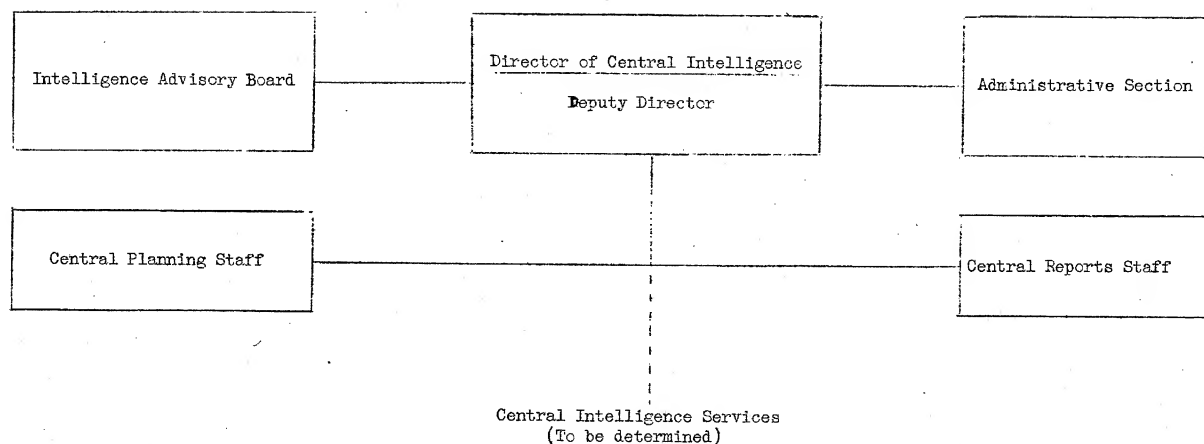 Intelligence Advisory Board
Director of Central Intelligence
Deputy Director
Administrative Section
Central Planning Staff
Central Reports Staff
Central Intelligence Services
(To be determined)